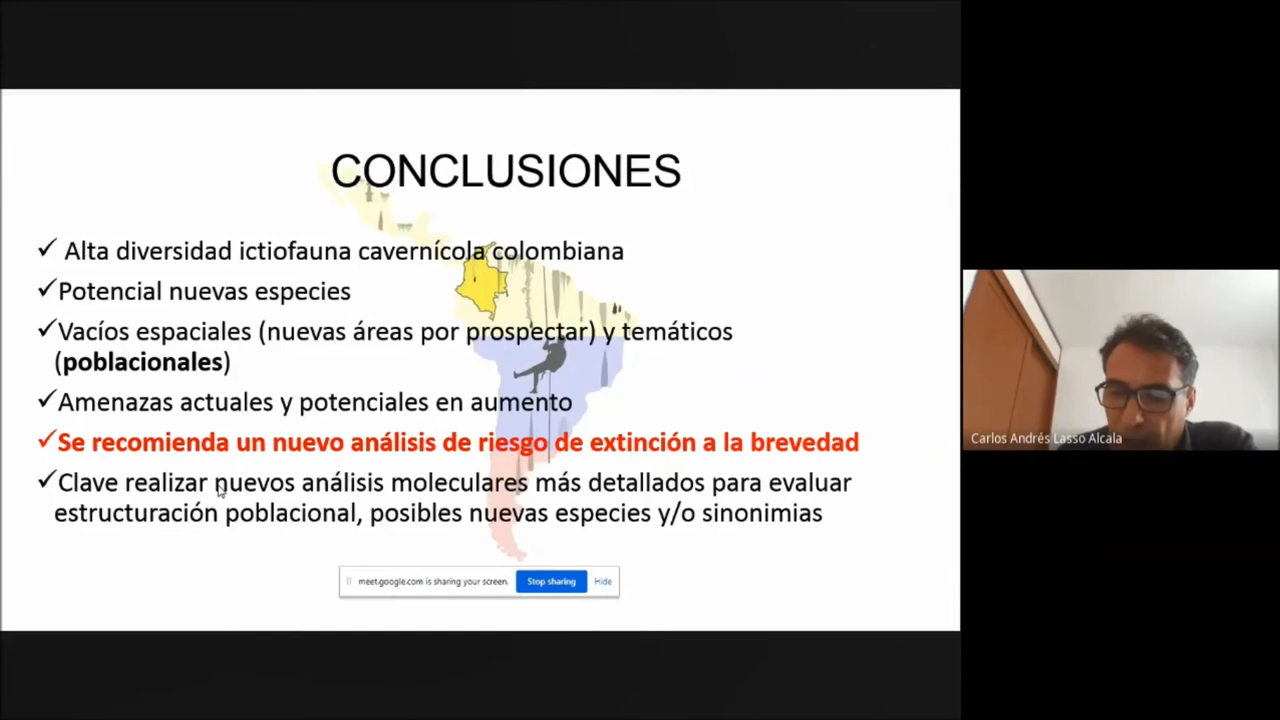 CONCLUSIONES
✓ Alta diversidad ictiofauna cavernícola colombiana
✓Potencial nuevas especies
✓Vacíos espaciales (nuevas áreas por prospectar) y temáticos
(poblacionales)
✓Amenazas actuales y potenciales en aumento
✓Se recomienda un nuevo análisis de riesgo de extinción a la brevedad
✓Clave realizar nuevos análisis moleculares más detallados para evaluar
estructuración poblacional, posibles nuevas especies y/o sinonimias
meet.google.com is sharing your screen. Stop sharing Hide
Carlos Andrés Lasso Alcala